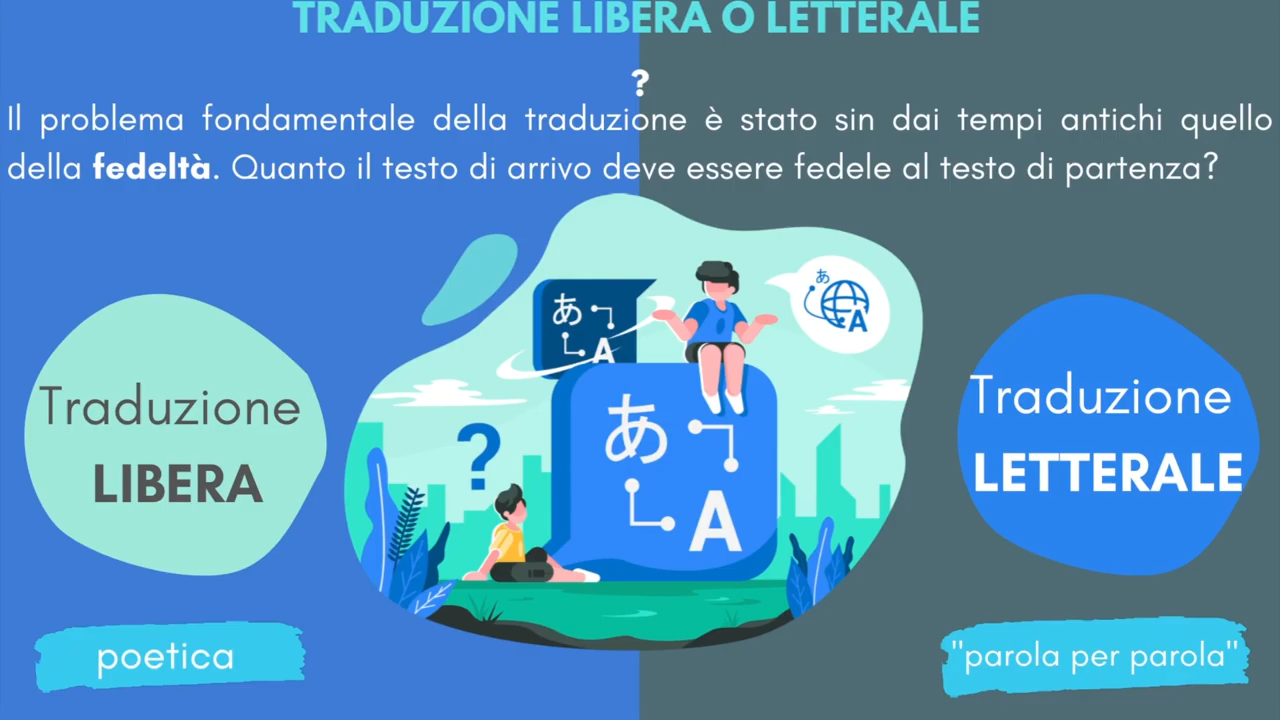 TRADUZIONE LIBERA O LETTERALE
?
Il problema fondamentale della traduzione è stato sin dai tempi antichi quello
della fedeltà. Quanto il testo di arrivo deve essere fedele al testo di partenza?
あ
A
あ
A
?
あ
A
Traduzione
LIBERA
Traduzione
LETTERALE
poetica
"parola per parola"